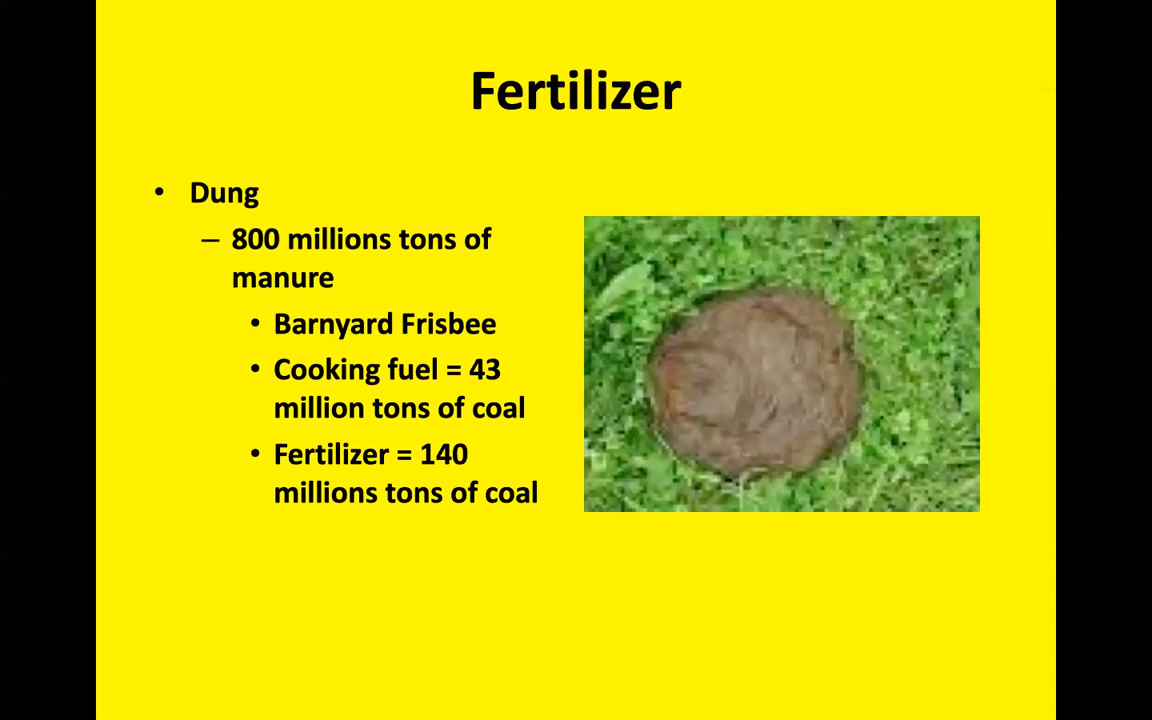 Fertilizer
• Dung
– 800 millions tons of
manure
• Barnyard Frisbee
• Cooking fuel = 43
million tons of coal
• Fertilizer = 140
millions tons of coal